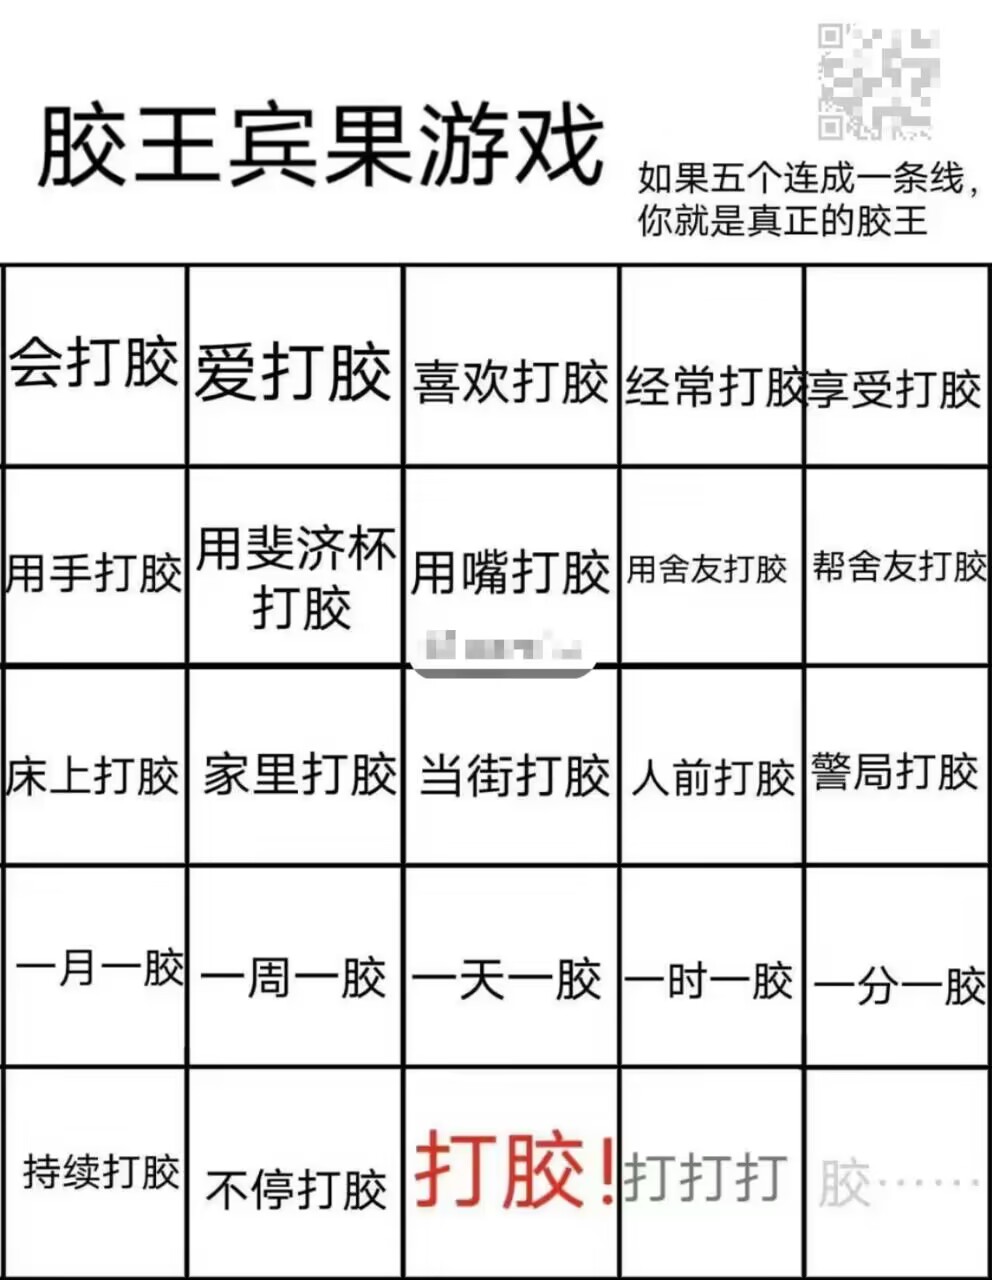 胶王宾果游戏
如果五个连成一条线，
你就是真正的胶王
会打胶
爱打胶
喜欢打胶
经常打胶
享受打胶
用手打胶
用斐济杯
打胶
用嘴打胶
用舍友打胶
帮舍友打胶
床上打胶
家里打胶
当街打胶
人前打胶
警局打胶
一月一胶
一周一胶
一天一胶
一时一胶
一分一胶
持续打胶
不停打胶
打胶！
打打打
胶……